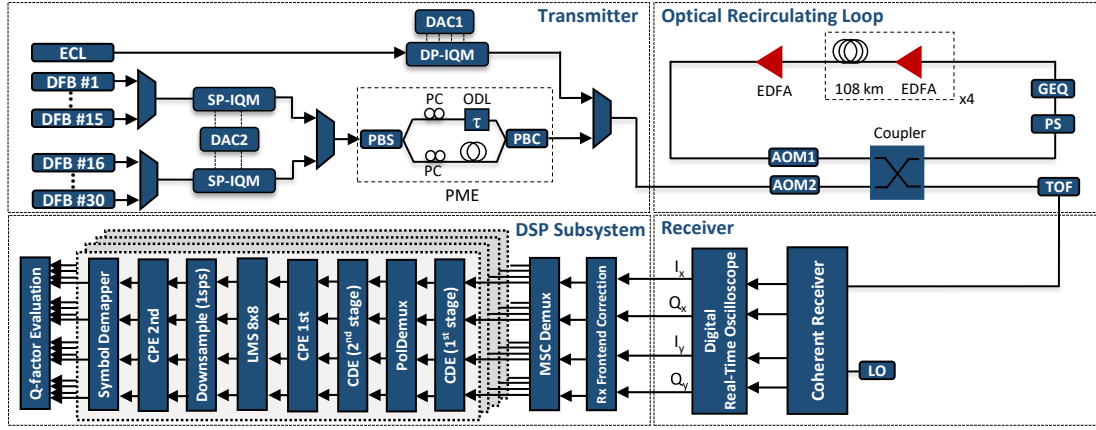 Transmitter
DAC1
ECL
DP-IQM
DFB #1
DFB #15
SP-IQM
DAC2
DFB #16
DFB #30
SP-IQM
PBS
PC
ODL
τ
PC
PBC
PME
Optical Recirculating Loop
EDFA
108 km
EDFA
x4
GEQ
PS
Coupler
AOM1
AOM2
TOF
DSP Subsystem
Q-factor Evaluation
Symbol Demapper
CPE 2nd
Downsample (1sps)
LMS 8x8
CPE 1st
CDE (2nd stage)
PolDemux
CDE (1st stage)
MSC Demux
Rx Frontend Correction
Receiver
Ix
Qx
Iy
Qy
Digital
Real-Time Oscilloscope
Coherent Receiver
LO